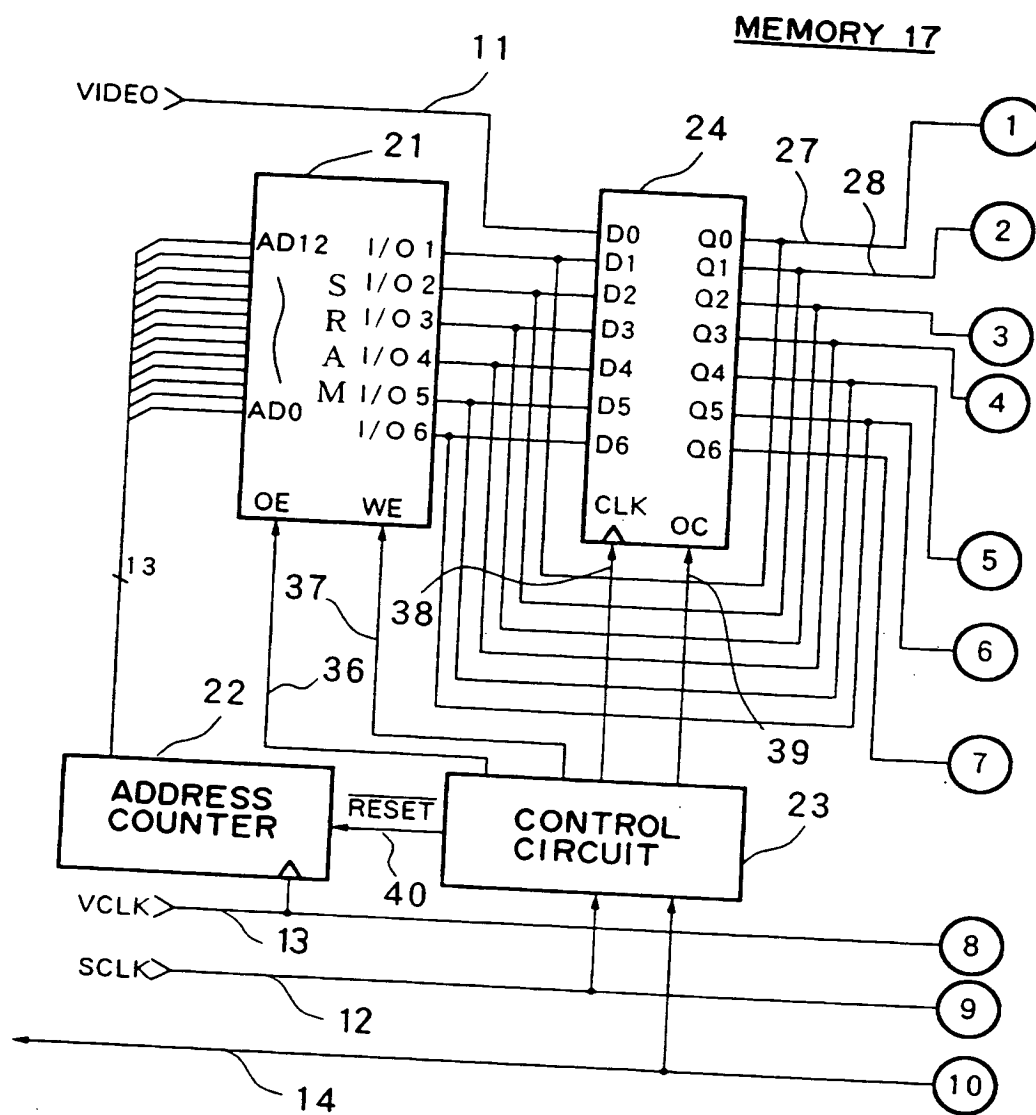 MEMORY 17
11
VIDEO
21
24
27
28
1
2
3
4
5
6
7
AD12
AD0
SRAM
I/O 1
I/O 2
I/O 3
I/O 4
I/O 5
I/O 6
OE
WE
D0
D1
D2
D3
D4
D5
D6
Q0
Q1
Q2
Q3
Q4
Q5
Q6
CLK
OC
13
37
36
38
39
22
ADDRESS
COUNTER
RESET
40
CONTROL
CIRCUIT
23
VCLK
13
8
SCLK
12
9
14
10